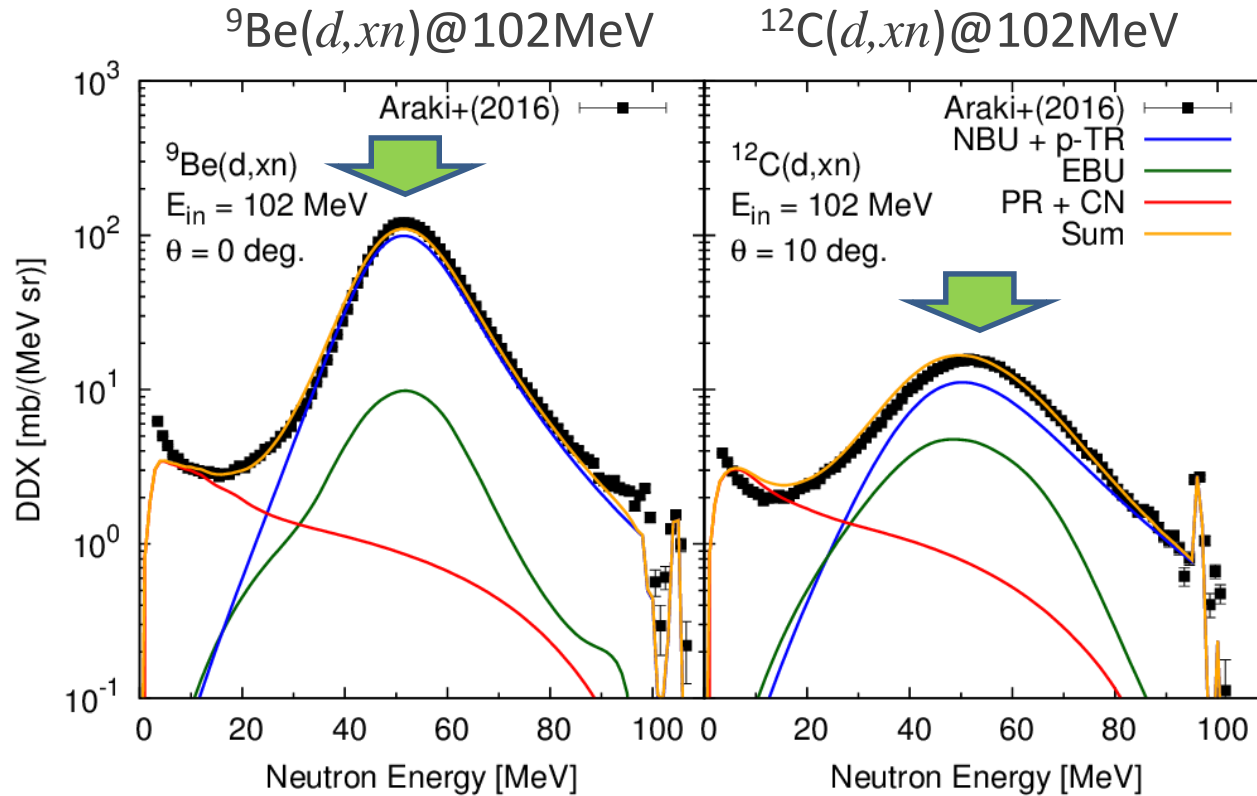 ⁹Be(d,xn)@102MeV
¹²C(d,xn)@102MeV
Araki+(2016)
⁹Be(d,xn)
E_in = 102 MeV
θ = 0 deg.
Araki+(2016)
NBU + p-TR
EBU
PR + CN
Sum
¹²C(d,xn)
E_in = 102 MeV
θ = 10 deg.
DDX [mb/(MeV sr)]
10³
10²
10¹
10⁰
10⁻¹
0 20 40 60 80 100
0 20 40 60 80 100
Neutron Energy [MeV]
Neutron Energy [MeV]